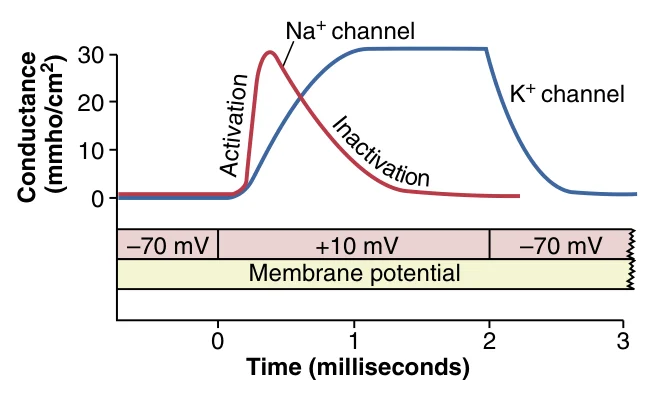 Na⁺ channel
Conductance
(mmho/cm²)
30
20
10
0
Activation
Inactivation
K⁺ channel
–70 mV
+10 mV
–70 mV
Membrane potential
0
1
2
3
Time (milliseconds)